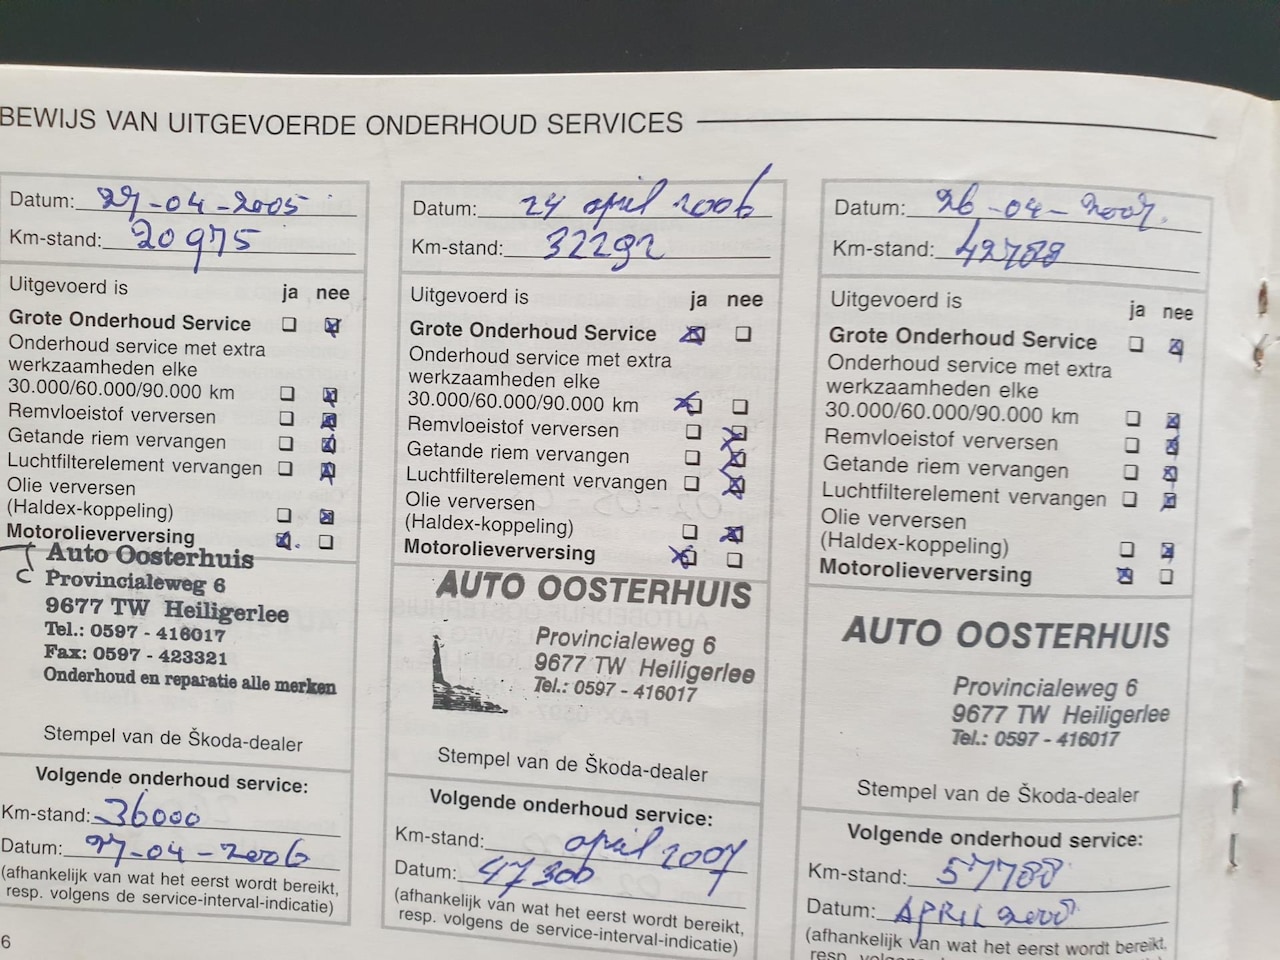 BEWIJS VAN UITGEVOERDE ONDERHOUD SERVICES
Datum: 27-04-2005
Km-stand: 20975
Uitgevoerd is ja nee
Grote Onderhoud Service
Onderhoud service met extra
werkzaamheden elke
30.000/60.000/90.000 km
Remvloeistof verversen
Getande riem vervangen
Luchtfilterelement vervangen
Olie verversen
(Haldex-koppeling)
Motorolieverversing
Auto Oosterhuis
Provincialeweg 6
9677 TW Heiligerlee
Tel.: 0597 - 416017
Fax: 0597 - 423321
Onderhoud en reparatie alle merken
Stempel van de Škoda-dealer
Volgende onderhoud service:
Km-stand: 36000
Datum: 27-04-2006
(afhankelijk van wat het eerst wordt bereikt,
resp. volgens de service-interval-indicatie)
6
Datum: 24 april 2006
Km-stand: 32292
Uitgevoerd is ja nee
Grote Onderhoud Service
Onderhoud service met extra
werkzaamheden elke
30.000/60.000/90.000 km
Remvloeistof verversen
Getande riem vervangen
Luchtfilterelement vervangen
Olie verversen
(Haldex-koppeling)
Motorolieverversing
AUTO OOSTERHUIS
Provincialeweg 6
9677 TW Heiligerlee
Tel.: 0597 - 416017
Stempel van de Škoda-dealer
Volgende onderhoud service:
Km-stand: april 2007
Datum: 47300
(afhankelijk van wat het eerst wordt bereikt,
resp. volgens de service-interval-indicatie)
Datum: 26-04-2007.
Km-stand: 42788
Uitgevoerd is ja nee
Grote Onderhoud Service
Onderhoud service met extra
werkzaamheden elke
30.000/60.000/90.000 km
Remvloeistof verversen
Getande riem vervangen
Luchtfilterelement vervangen
Olie verversen
(Haldex-koppeling)
Motorolieverversing
AUTO OOSTERHUIS
Provincialeweg 6
9677 TW Heiligerlee
Tel.: 0597 - 416017
Stempel van de Škoda-dealer
Volgende onderhoud service:
Km-stand: 57788
Datum: APRIL 2008
(afhankelijk van wat het eerst wordt bereikt,
resp. volgens de service-interval-indicatie)